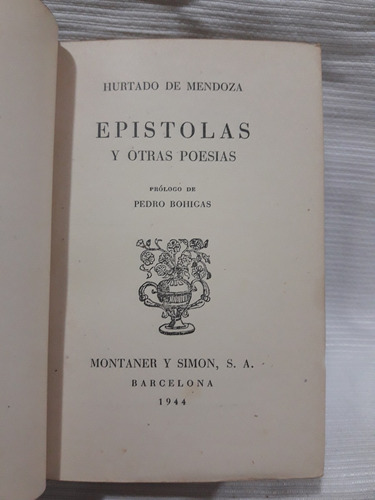 HURTADO DE MENDOZA
EPISTOLAS
Y OTRAS POESIAS
PRÓLOGO DE
PEDRO BOHIGAS
MONTANER Y SIMON, S. A.
BARCELONA
1944